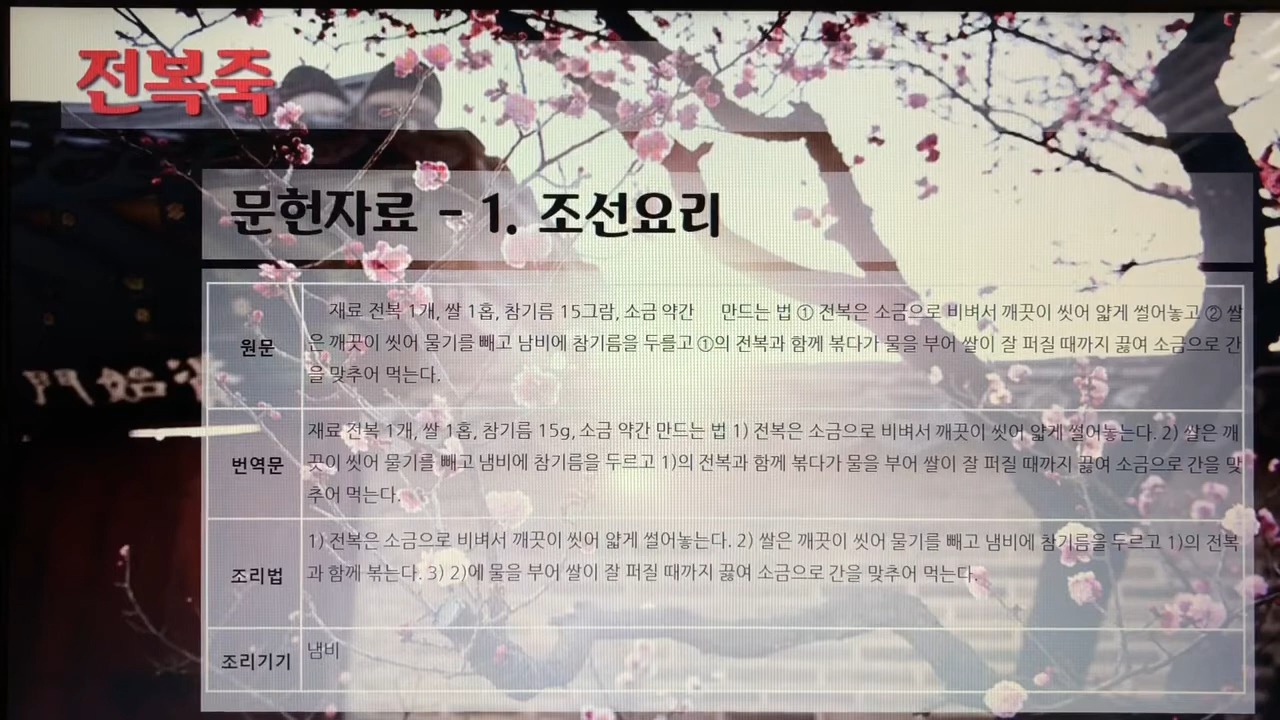 전복죽
문헌자료 - 1. 조선요리
원문
재료 전복 1개, 쌀 1홉, 참기름 15그람, 소금 약간 만드는 법 ① 전복은 소금으로 비벼서 깨끗이 씻어 얇게 썰어놓고 ② 쌀
은 깨끗이 씻어 물기를 빼고 남비에 참기름을 두를고 ①의 전복과 함께 볶다가 물을 부어 쌀이 잘 퍼질 때까지 끓여 소금으로 간
을 맞추어 먹는다.
번역문
재료 전복 1개, 쌀 1홉, 참기름 15g, 소금 약간 만드는 법 1) 전복은 소금으로 비벼서 깨끗이 씻어 얇게 썰어놓는다. 2) 쌀은 깨
끗이 씻어 물기를 빼고 냄비에 참기름을 두르고 1)의 전복과 함께 볶다가 물을 부어 쌀이 잘 퍼질 때까지 끓여 소금으로 간을 맞
추어 먹는다.
조리법
1) 전복은 소금으로 비벼서 깨끗이 씻어 얇게 썰어놓는다. 2) 쌀은 깨끗이 씻어 물기를 빼고 냄비에 참기름을 두르고 1)의 전복
과 함께 볶는다. 3) 2)에 물을 부어 쌀이 잘 퍼질 때까지 끓여 소금으로 간을 맞추어 먹는다.
조리기기
냄비
門始